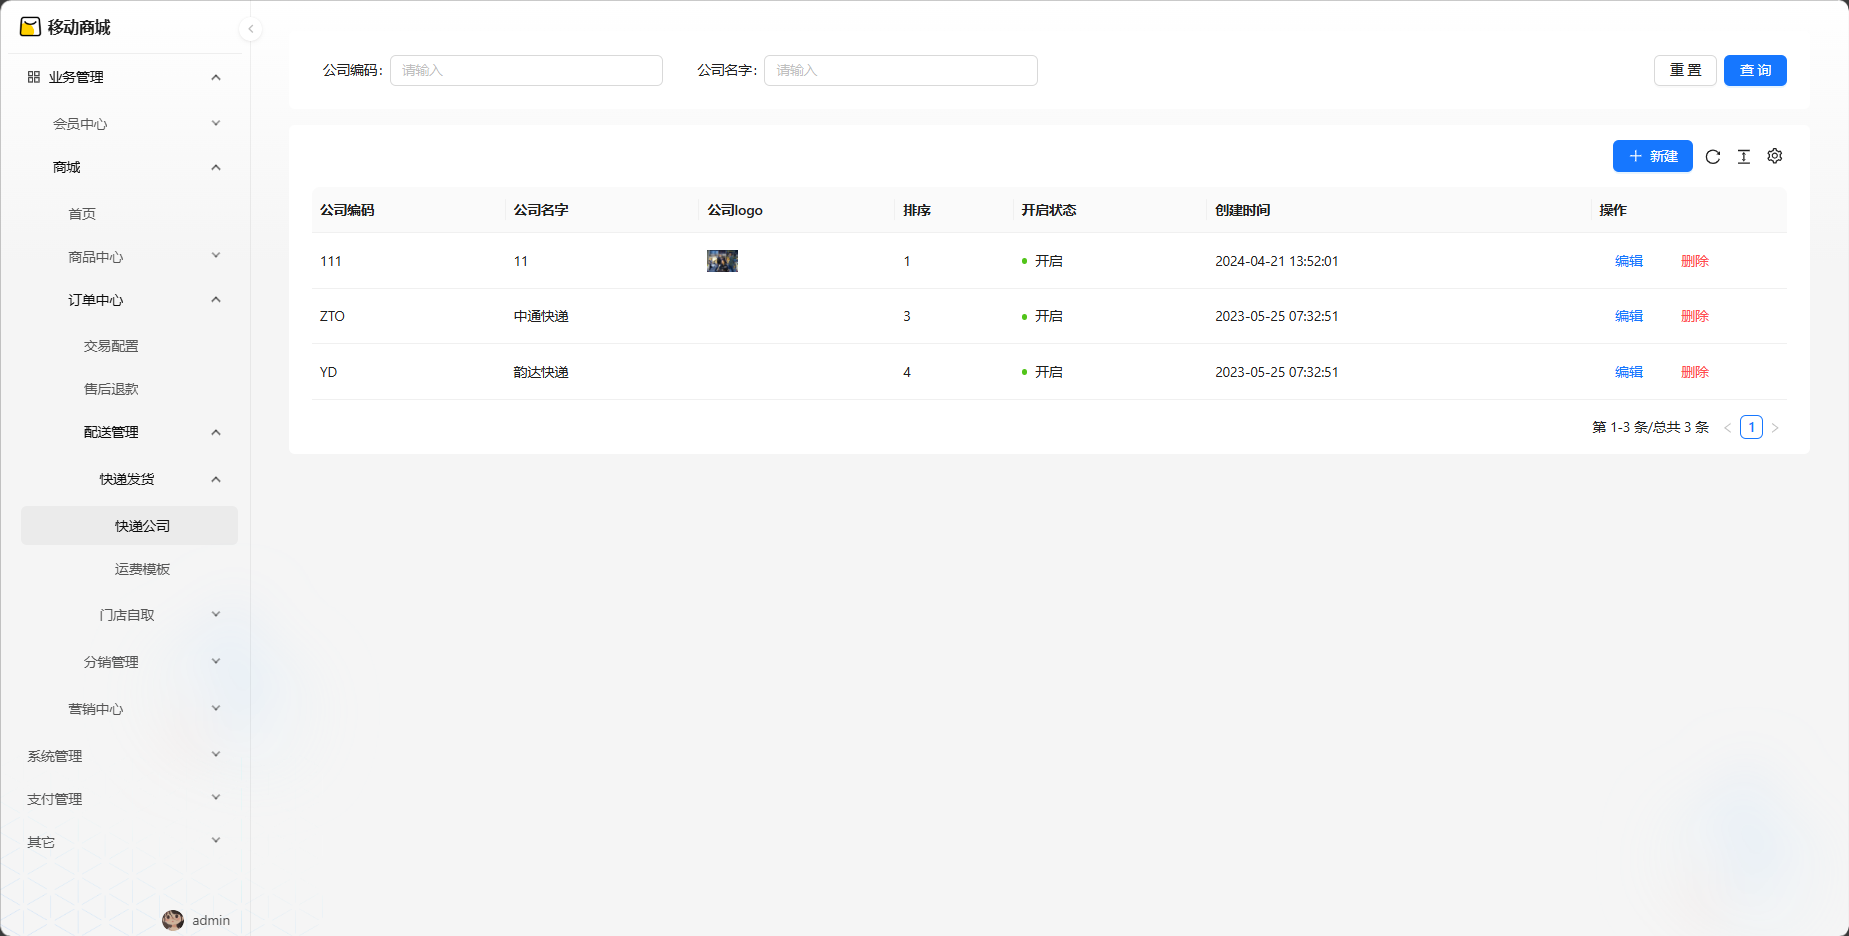 移动商城
业务管理
会员中心
商城
首页
商品中心
订单中心
交易配置
售后退款
配送管理
快递发货
快递公司
运费模板
门店自取
分销管理
营销中心
系统管理
支付管理
其它
admin
公司编码: 请输入 公司名字: 请输入 重 置 查 询
新建
公司编码 公司名字 公司logo 排序 开启状态 创建时间 操作
111 11 1 开启 2024-04-21 13:52:01 编辑 删除
ZTO 中通快递 3 开启 2023-05-25 07:32:51 编辑 删除
YD 韵达快递 4 开启 2023-05-25 07:32:51 编辑 删除
第 1-3 条/总共 3 条 < 1 >